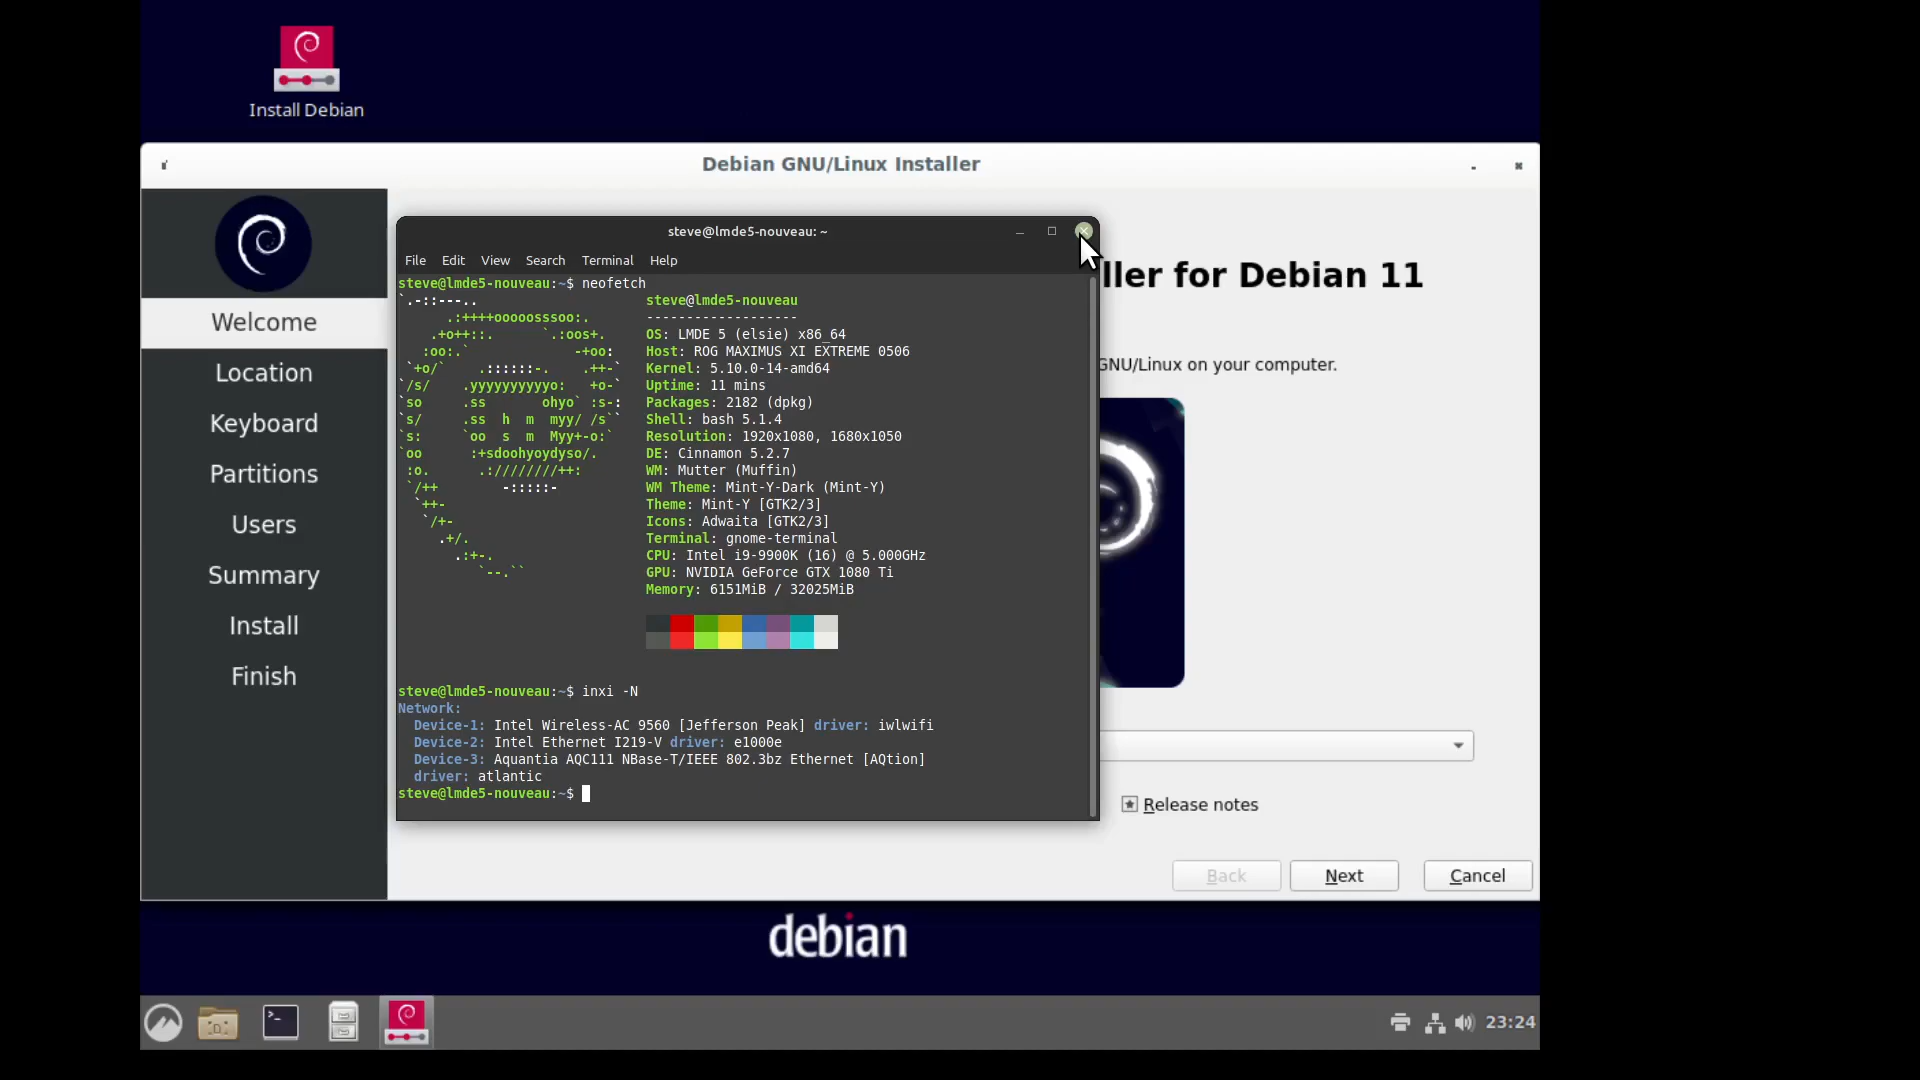 Install Debian
Debian GNU/Linux Installer
Welcome
Location
Keyboard
Partitions
Users
Summary
Install
Finish
ller for Debian 11
GNU/Linux on your computer.
Release notes
Back
Next
Cancel
steve@lmde5-nouveau: ~
File Edit View Search Terminal Help
steve@lmde5-nouveau:~$ neofetch
steve@lmde5-nouveau
-------------------
OS: LMDE 5 (elsie) x86_64
Host: ROG MAXIMUS XI EXTREME 0506
Kernel: 5.10.0-14-amd64
Uptime: 11 mins
Packages: 2182 (dpkg)
Shell: bash 5.1.4
Resolution: 1920x1080, 1680x1050
DE: Cinnamon 5.2.7
WM: Mutter (Muffin)
WM Theme: Mint-Y-Dark (Mint-Y)
Theme: Mint-Y [GTK2/3]
Icons: Adwaita [GTK2/3]
Terminal: gnome-terminal
CPU: Intel i9-9900K (16) @ 5.000GHz
GPU: NVIDIA GeForce GTX 1080 Ti
Memory: 6151MiB / 32025MiB
steve@lmde5-nouveau:~$ inxi -N
Network:
Device-1: Intel Wireless-AC 9560 [Jefferson Peak] driver: iwlwifi
Device-2: Intel Ethernet I219-V driver: e1000e
Device-3: Aquantia AQC111 NBase-T/IEEE 802.3bz Ethernet [AQtion]
driver: atlantic
steve@lmde5-nouveau:~$
debian
23:24